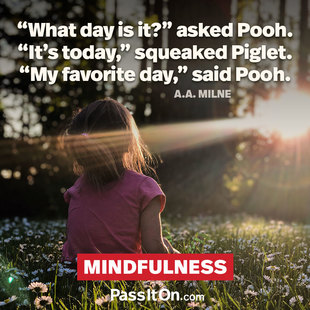 “What day is it?” asked Pooh.
“It’s today,” squeaked Piglet.
“My favorite day,” said Pooh.
A.A. MILNE
MINDFULNESS
PassItOn.com